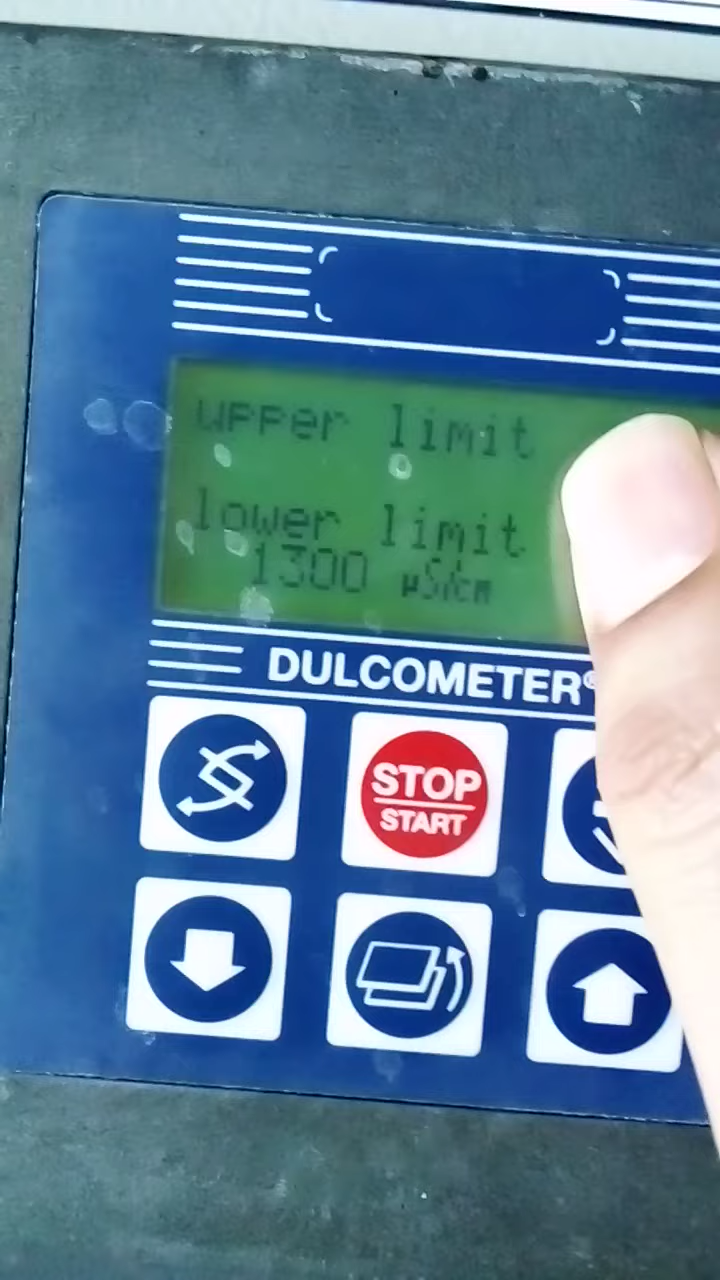 upper limit
lower limit
1300 µS/cm
DULCOMETER®
STOP
START